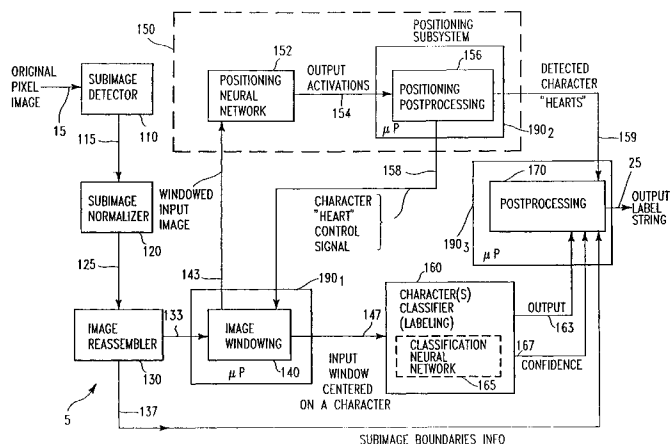 150
POSITIONING
SUBSYSTEM
152
156
ORIGINAL
PIXEL
IMAGE
15
SUBIMAGE
DETECTOR
110
POSITIONING
NEURAL
NETWORK
OUTPUT
ACTIVATIONS
154
POSITIONING
POSTPROCESSING
DETECTED
CHARACTER
"HEARTS"
μP
190₂
115
158
159
SUBIMAGE
NORMALIZER
120
WINDOWED
INPUT
IMAGE
CHARACTER
"HEART"
CONTROL
SIGNAL
170
POSTPROCESSING
25
OUTPUT
LABEL
STRING
190₃
μP
125
143
190₁
160
IMAGE
REASSEMBLER
130
133
IMAGE
WINDOWING
140
μP
147
INPUT
WINDOW
CENTERED
ON A CHARACTER
CHARACTER(S)
CLASSIFIER
(LABELING)
CLASSIFICATION
NEURAL
NETWORK
165
OUTPUT
163
167
CONFIDENCE
5
137
SUBIMAGE BOUNDARIES INFO